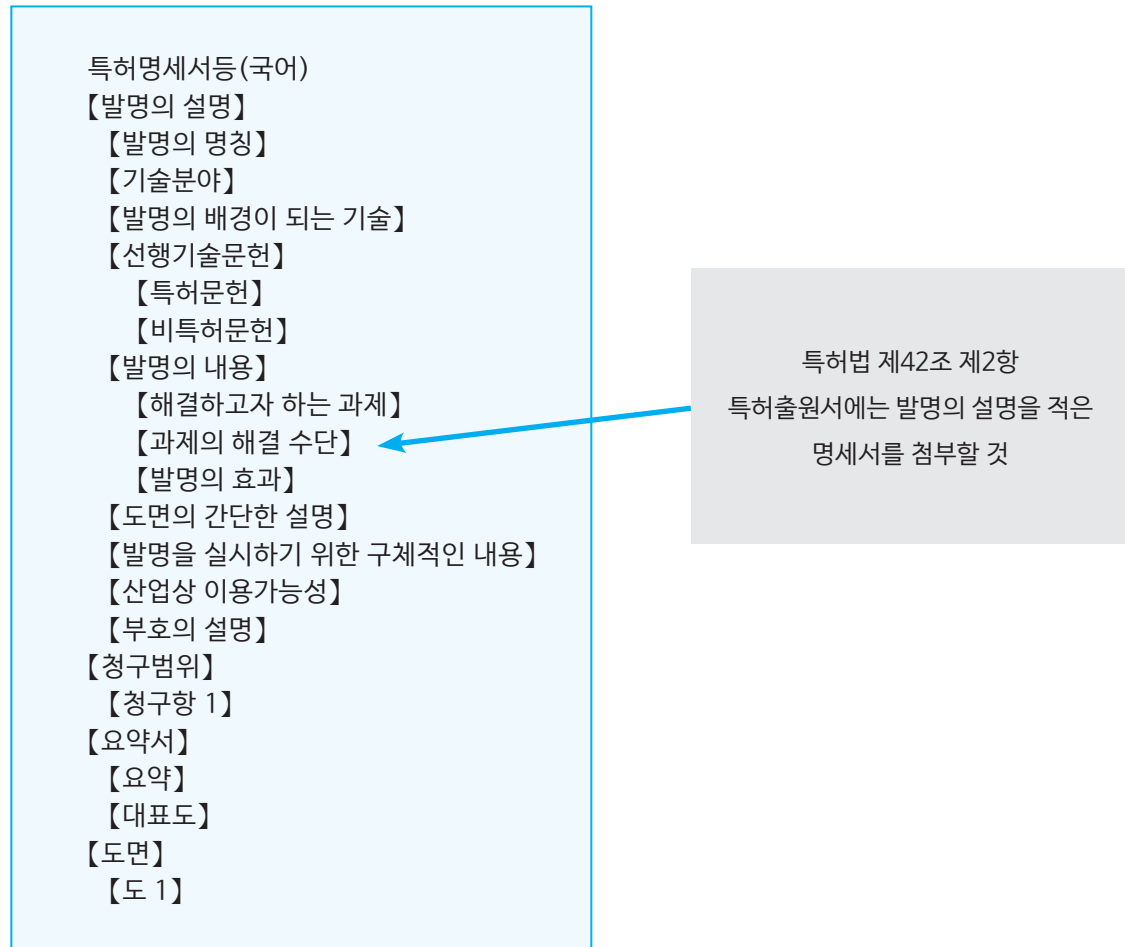 특허명세서등(국어)
【발명의 설명】
【발명의 명칭】
【기술분야】
【발명의 배경이 되는 기술】
【선행기술문헌】
【특허문헌】
【비특허문헌】
【발명의 내용】
【해결하고자 하는 과제】
【과제의 해결 수단】
【발명의 효과】
【도면의 간단한 설명】
【발명을 실시하기 위한 구체적인 내용】
【산업상 이용가능성】
【부호의 설명】
【청구범위】
【청구항 1】
【요약서】
【요약】
【대표도】
【도면】
【도 1】
특허법 제42조 제2항
특허출원서에는 발명의 설명을 적은
명세서를 첨부할 것